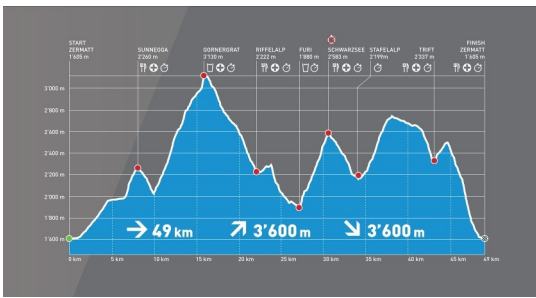 START
ZERMATT
1'605 m
SUNNEGGA
2'260 m
GORNERGRAT
3'130 m
RIFFELALP
2'222 m
FURI
1'880 m
SCHWARZSEE
2'583 m
STAFELALP
2'199m
TRIFT
2'337 m
FINISH
ZERMATT
1'605 m
3'000 m
2'800 m
2'600 m
2'400 m
2'200 m
2'000 m
1'800 m
1'600 m
49 km
3'600 m
3'600 m
0 km
5 km
10 km
15 km
20 km
25 km
30 km
35 km
40 km
45 km
49 km